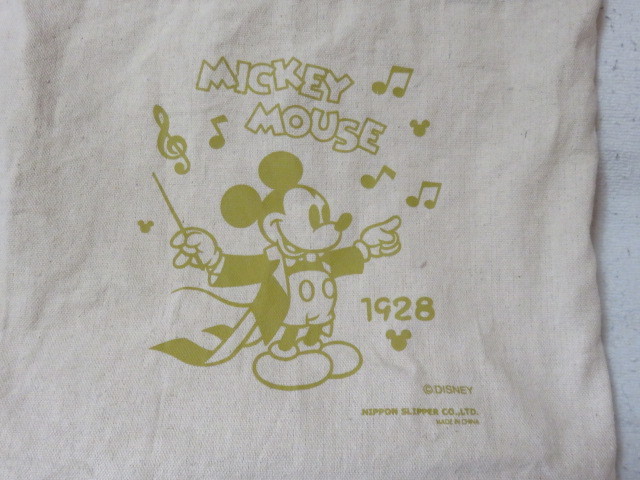 MICKEY
MOUSE
1928
©DISNEY
NIPPON SLIPPER CO.,LTD.
MADE IN CHINA